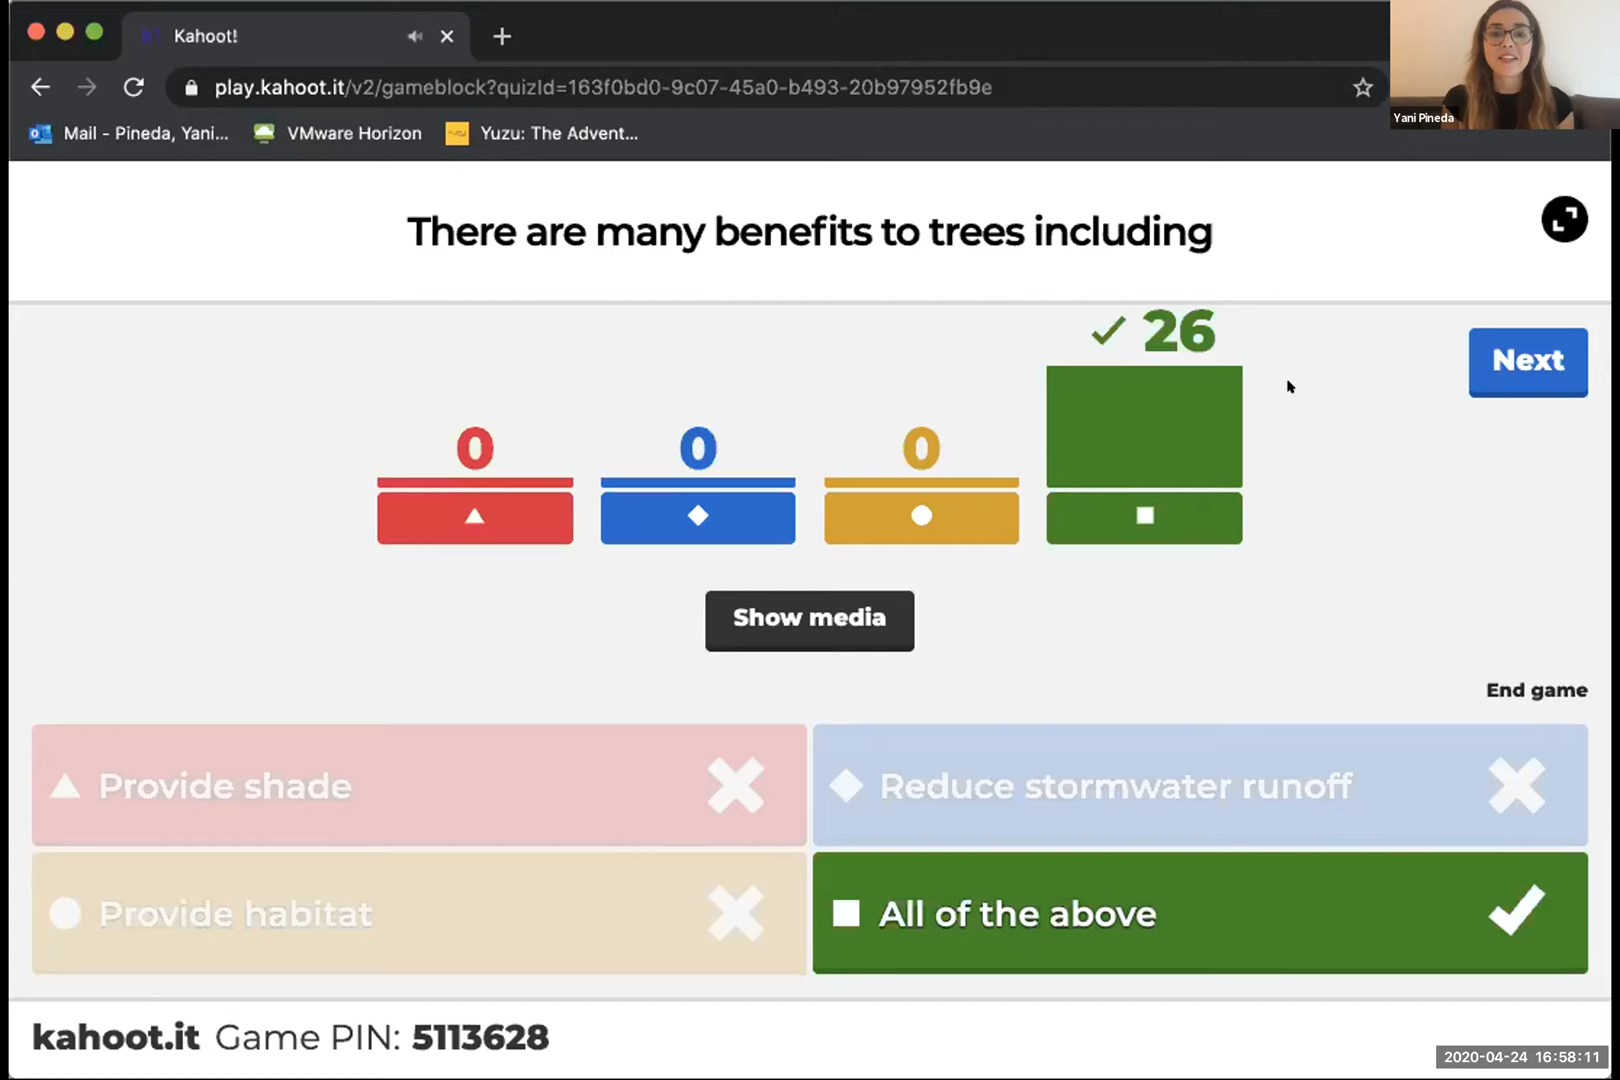 Kahoot!
play.kahoot.it/v2/gameblock?quizId=163f0bd0-9c07-45a0-b493-20b97952fb9e
Mail - Pineda, Yani...
VMware Horizon
Yuzu: The Advent...
Yani Pineda
There are many benefits to trees including
26
0
0
0
Next
Show media
End game
Provide shade
Reduce stormwater runoff
Provide habitat
All of the above
kahoot.it Game PIN: 5113628
2020-04-24 16:58:11